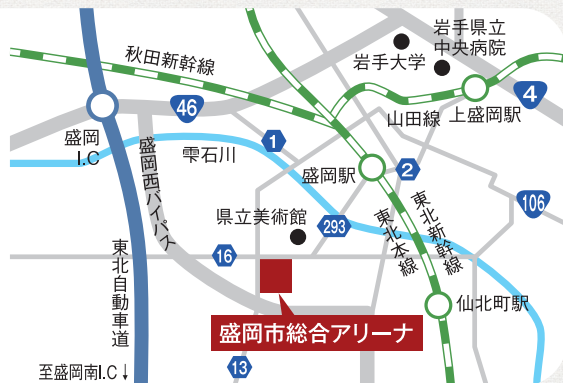 岩手県立
中央病院
岩手大学
秋田新幹線
46
4
山田線
上盛岡駅
盛岡
I.C
盛岡西バイパス
雫石川
1
盛岡駅
2
106
県立美術館
293
東北本線
東北新幹線
16
東北自動車道
仙北町駅
盛岡市総合アリーナ
至盛岡南I.C↓
13